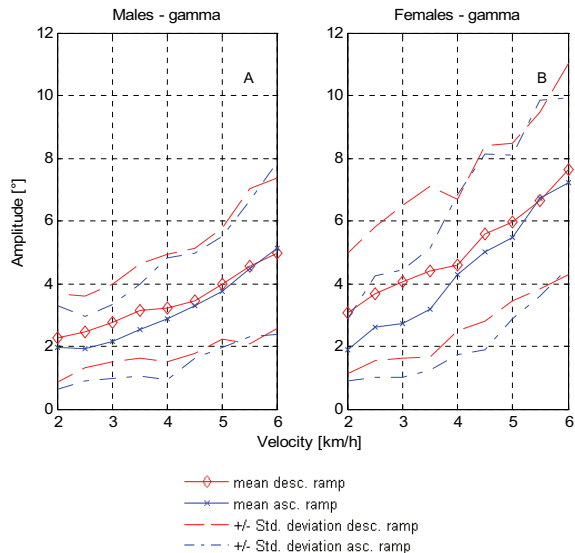 Males - gamma
Females - gamma
A
B
Amplitude [°]
12
10
8
6
4
2
0
2 3 4 5 6
12
10
8
6
4
2
0
2 3 4 5 6
Velocity [km/h]
mean desc. ramp
mean asc. ramp
+/- Std. deviation desc. ramp
+/- Std. deviation asc. ramp